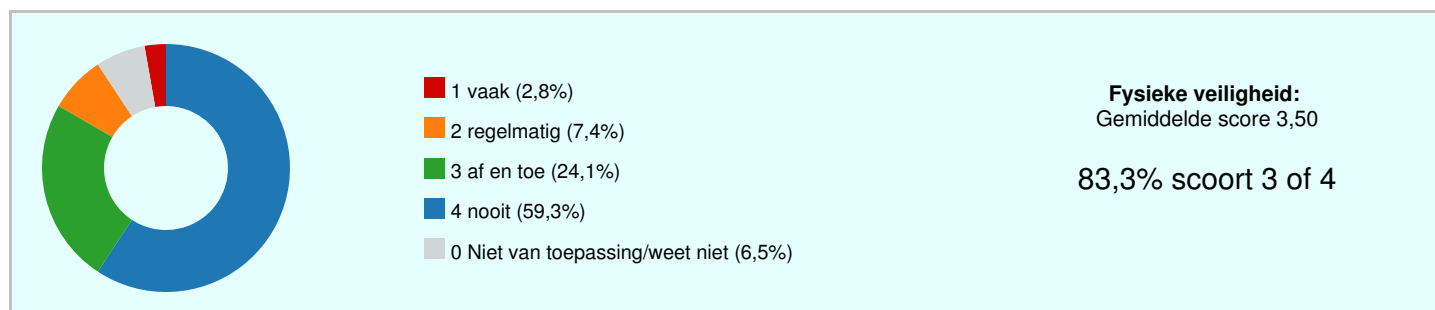 1 vaak (2,8%)
2 regelmatig (7,4%)
3 af en toe (24,1%)
4 nooit (59,3%)
0 Niet van toepassing/weet niet (6,5%)
Fysieke veiligheid:
Gemiddelde score 3,50
83,3% scoort 3 of 4